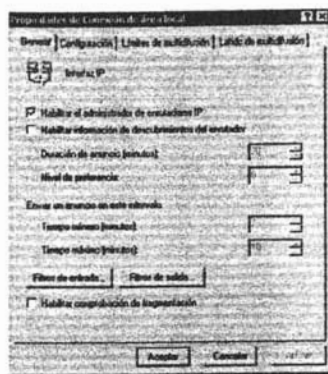 Propiedades de Conexión de área local
General Configuración Límites de multidifusión Latido de multidifusión
Interfaz IP
Habilitar el administrador de enrutadores IP
Habilitar información de descubrimientos del enrutador
Duración de anuncio (minutos):
Nivel de preferencia:
Enviar un anuncio en este intervalo
Tiempo mínimo (minutos):
Tiempo máximo (minutos):
Filtros de entrada... Filtros de salida...
Habilitar comprobación de fragmentación
Aceptar Cancelar